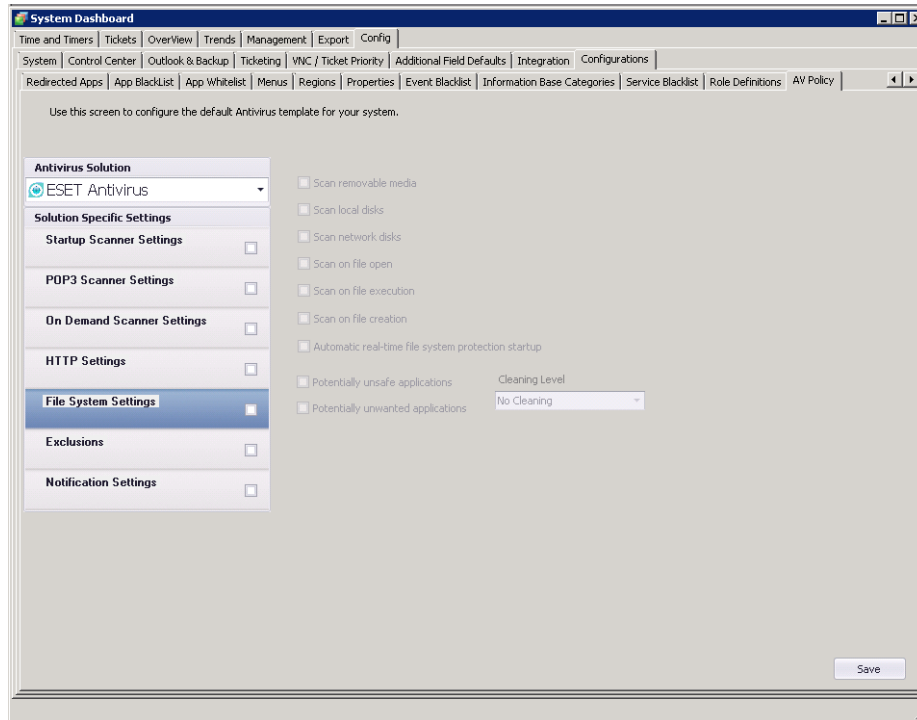 System Dashboard
Time and Timers Tickets OverView Trends Management Export Config
System Control Center Outlook & Backup Ticketing VNC / Ticket Priority Additional Field Defaults Integration Configurations
Redirected Apps App BlackList App Whitelist Menus Regions Properties Event Blacklist Information Base Categories Service Blacklist Role Definitions AV Policy
Use this screen to configure the default Antivirus template for your system.
Antivirus Solution
ESET Antivirus
Solution Specific Settings
Startup Scanner Settings
POP3 Scanner Settings
On Demand Scanner Settings
HTTP Settings
File System Settings
Exclusions
Notification Settings
Scan removable media
Scan local disks
Scan network disks
Scan on file open
Scan on file execution
Scan on file creation
Automatic real-time file system protection startup
Potentially unsafe applications
Potentially unwanted applications
Cleaning Level
No Cleaning
Save